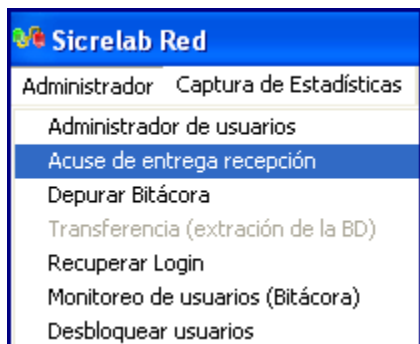 Sicrelab Red
Administrador Captura de Estadísticas
Administrador de usuarios
Acuse de entrega recepción
Depurar Bitácora
Transferencia (extración de la BD)
Recuperar Login
Monitoreo de usuarios (Bitácora)
Desbloquear usuarios